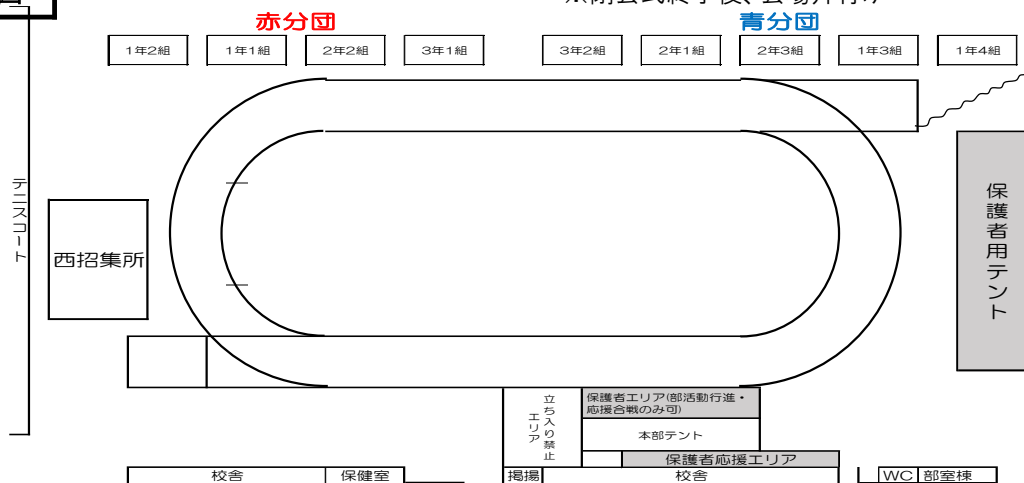 赤分団
青分団
1年2組
1年1組
2年2組
3年1組
3年2組
2年1組
2年3組
1年3組
1年4組
テニスコート
西招集所
保護者用テント
立ち入り禁止
エリア
保護者エリア(部活動行進・
応援合戦のみ可)
本部テント
保護者応援エリア
校舎
保健室
掲揚
校舎
WC
部室棟